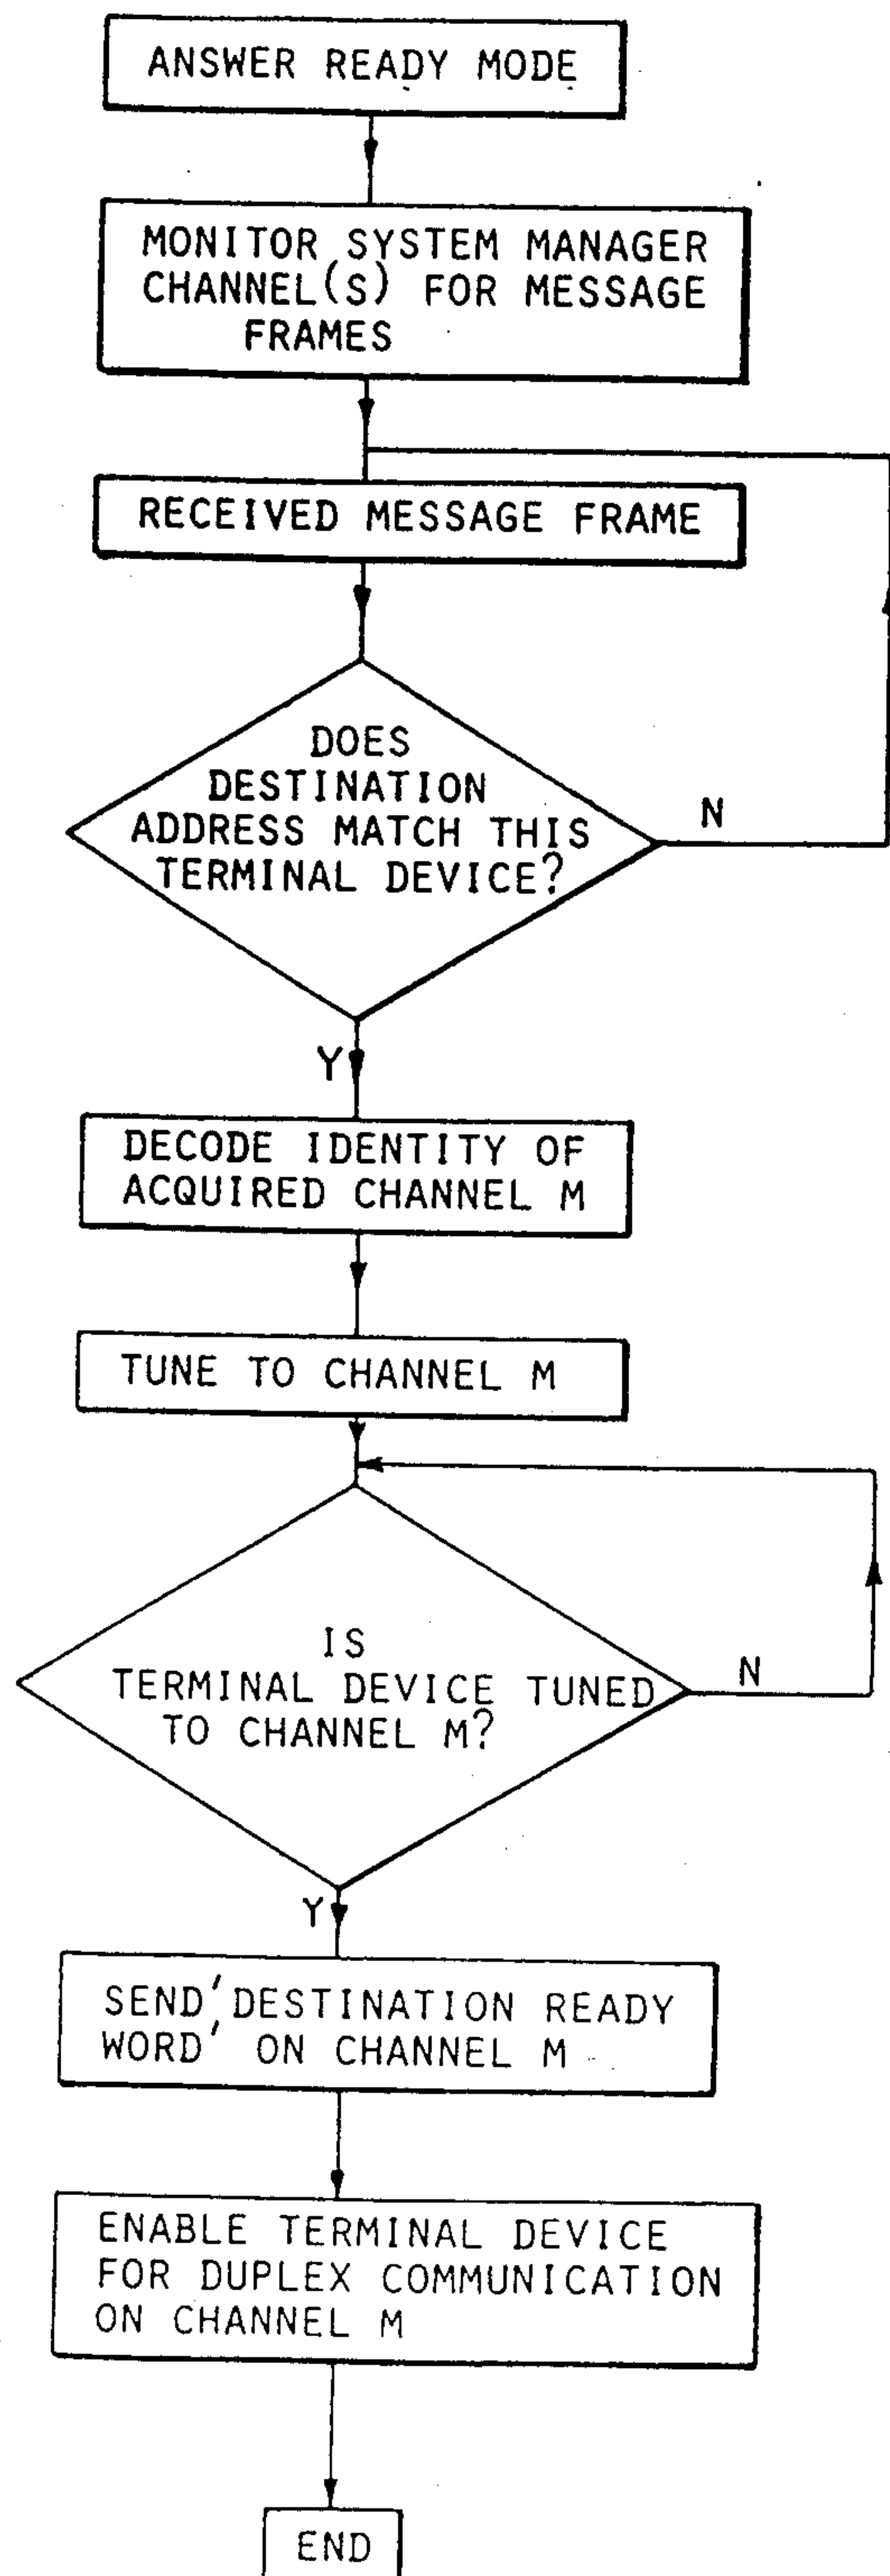 ANSWER READY MODE
MONITOR SYSTEM MANAGER
CHANNEL(S) FOR MESSAGE
FRAMES
RECEIVED MESSAGE FRAME
DOES
DESTINATION
ADDRESS MATCH THIS
TERMINAL DEVICE?
N
Y
DECODE IDENTITY OF
ACQUIRED CHANNEL M
TUNE TO CHANNEL M
IS
TERMINAL DEVICE TUNED
TO CHANNEL M?
N
Y
SEND 'DESTINATION READY
WORD' ON CHANNEL M
ENABLE TERMINAL DEVICE
FOR DUPLEX COMMUNICATION
ON CHANNEL M
END